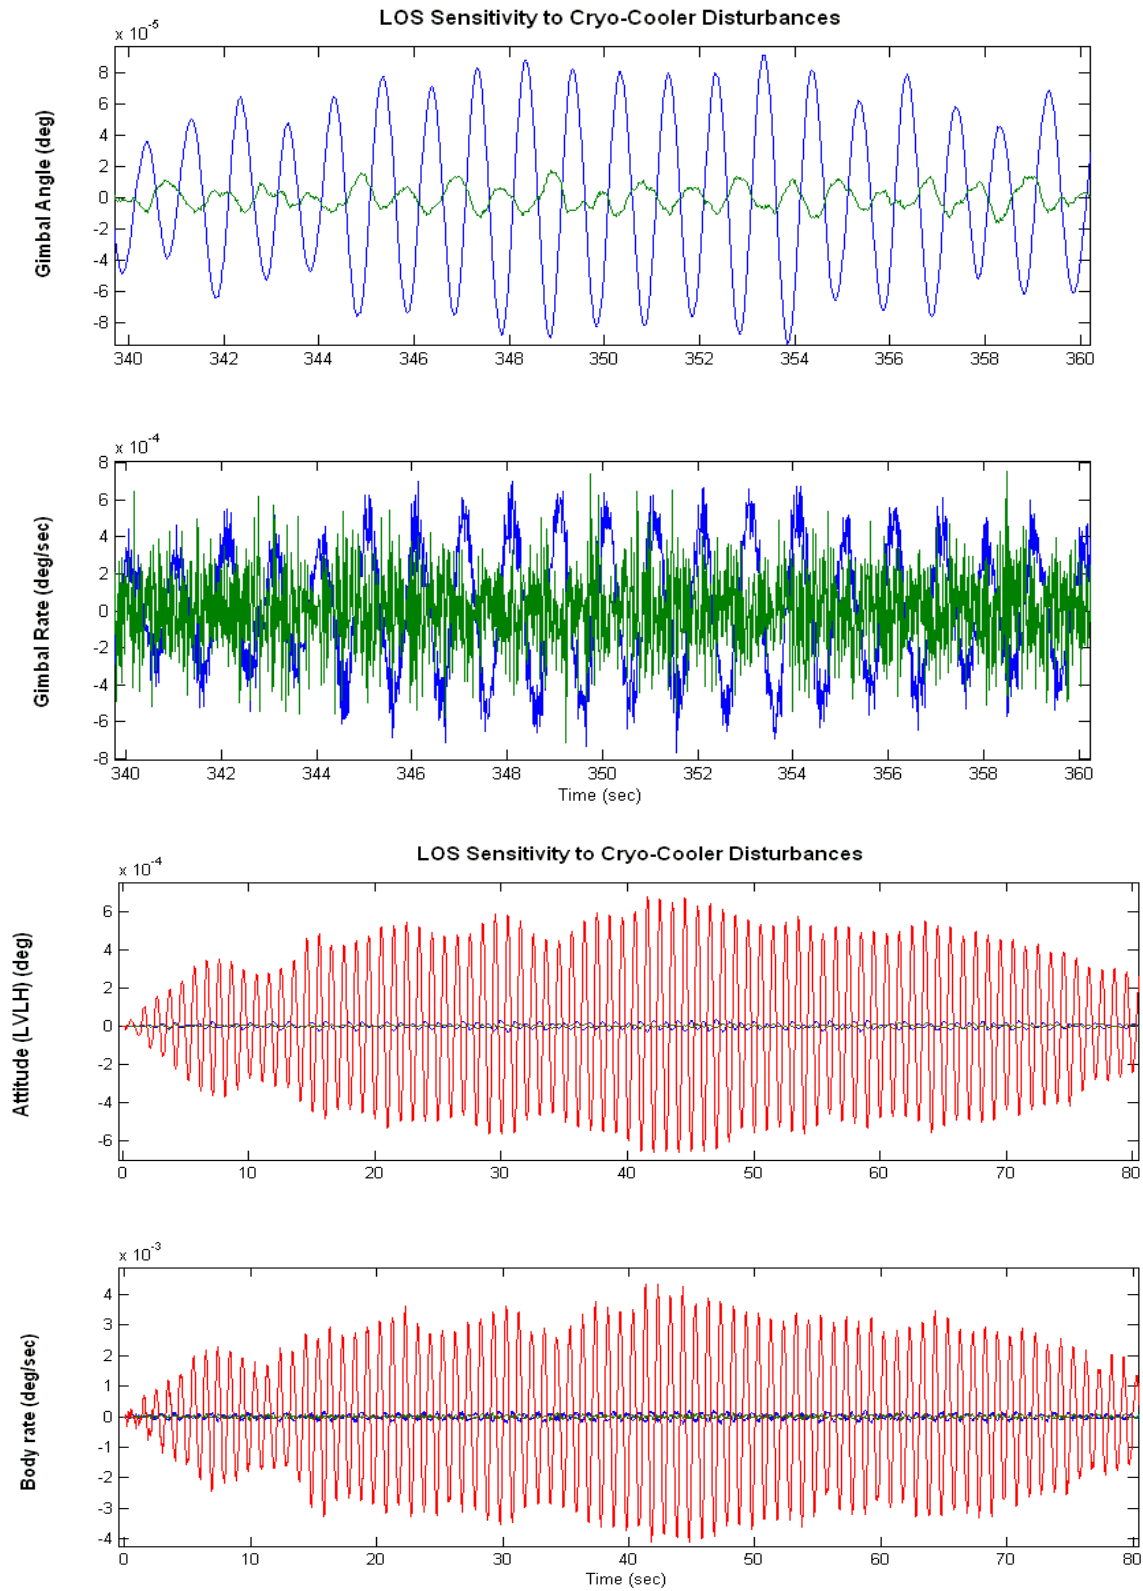 LOS Sensitivity to Cryo-Cooler Disturbances
x 10^-5
8
6
4
2
0
-2
-4
-6
-8
Gimbal Angle (deg)
340 342 344 346 348 350 352 354 356 358 360
x 10^-4
8
6
4
2
0
-2
-4
-6
-8
Gimbal Rate (deg/sec)
340 342 344 346 348 350 352 354 356 358 360
Time (sec)
LOS Sensitivity to Cryo-Cooler Disturbances
x 10^-4
6
4
2
0
-2
-4
-6
Attitude (LVLH) (deg)
0 10 20 30 40 50 60 70 80
x 10^-3
4
3
2
1
0
-1
-2
-3
-4
Body rate (deg/sec)
0 10 20 30 40 50 60 70 80
Time (sec)